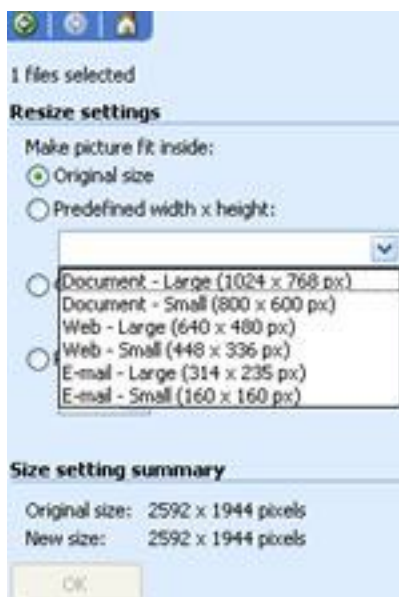 1 files selected
Resize settings
Make picture fit inside:
Original size
Predefined width x height:
Document - Large (1024 x 768 px)
Document - Small (800 x 600 px)
Web - Large (640 x 480 px)
Web - Small (448 x 336 px)
E-mail - Large (314 x 235 px)
E-mail - Small (160 x 160 px)
Size setting summary
Original size: 2592 x 1944 pixels
New size: 2592 x 1944 pixels
OK